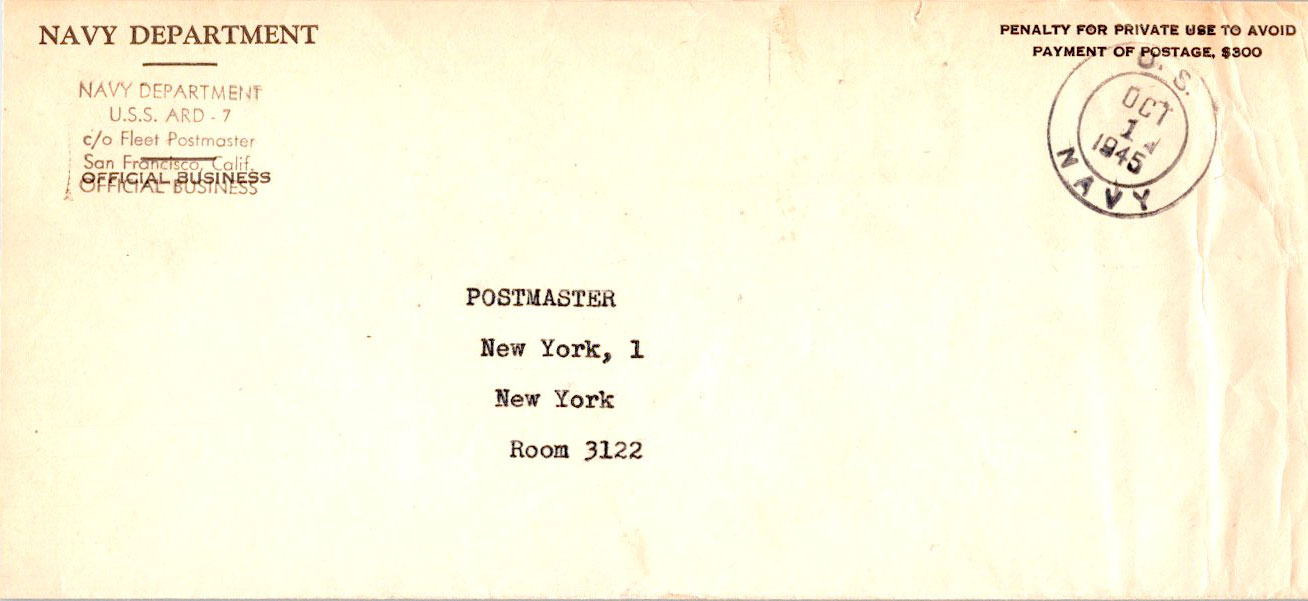 NAVY DEPARTMENT
NAVY DEPARTMENT
U.S.S. ARD - 7
c/o Fleet Postmaster
San Francisco, Calif.
OFFICIAL BUSINESS
OFFICIAL BUSINESS
PENALTY FOR PRIVATE USE TO AVOID
PAYMENT OF POSTAGE, $300
U. S.
OCT
1
1945
NAVY
POSTMASTER
New York, 1
New York
Room 3122